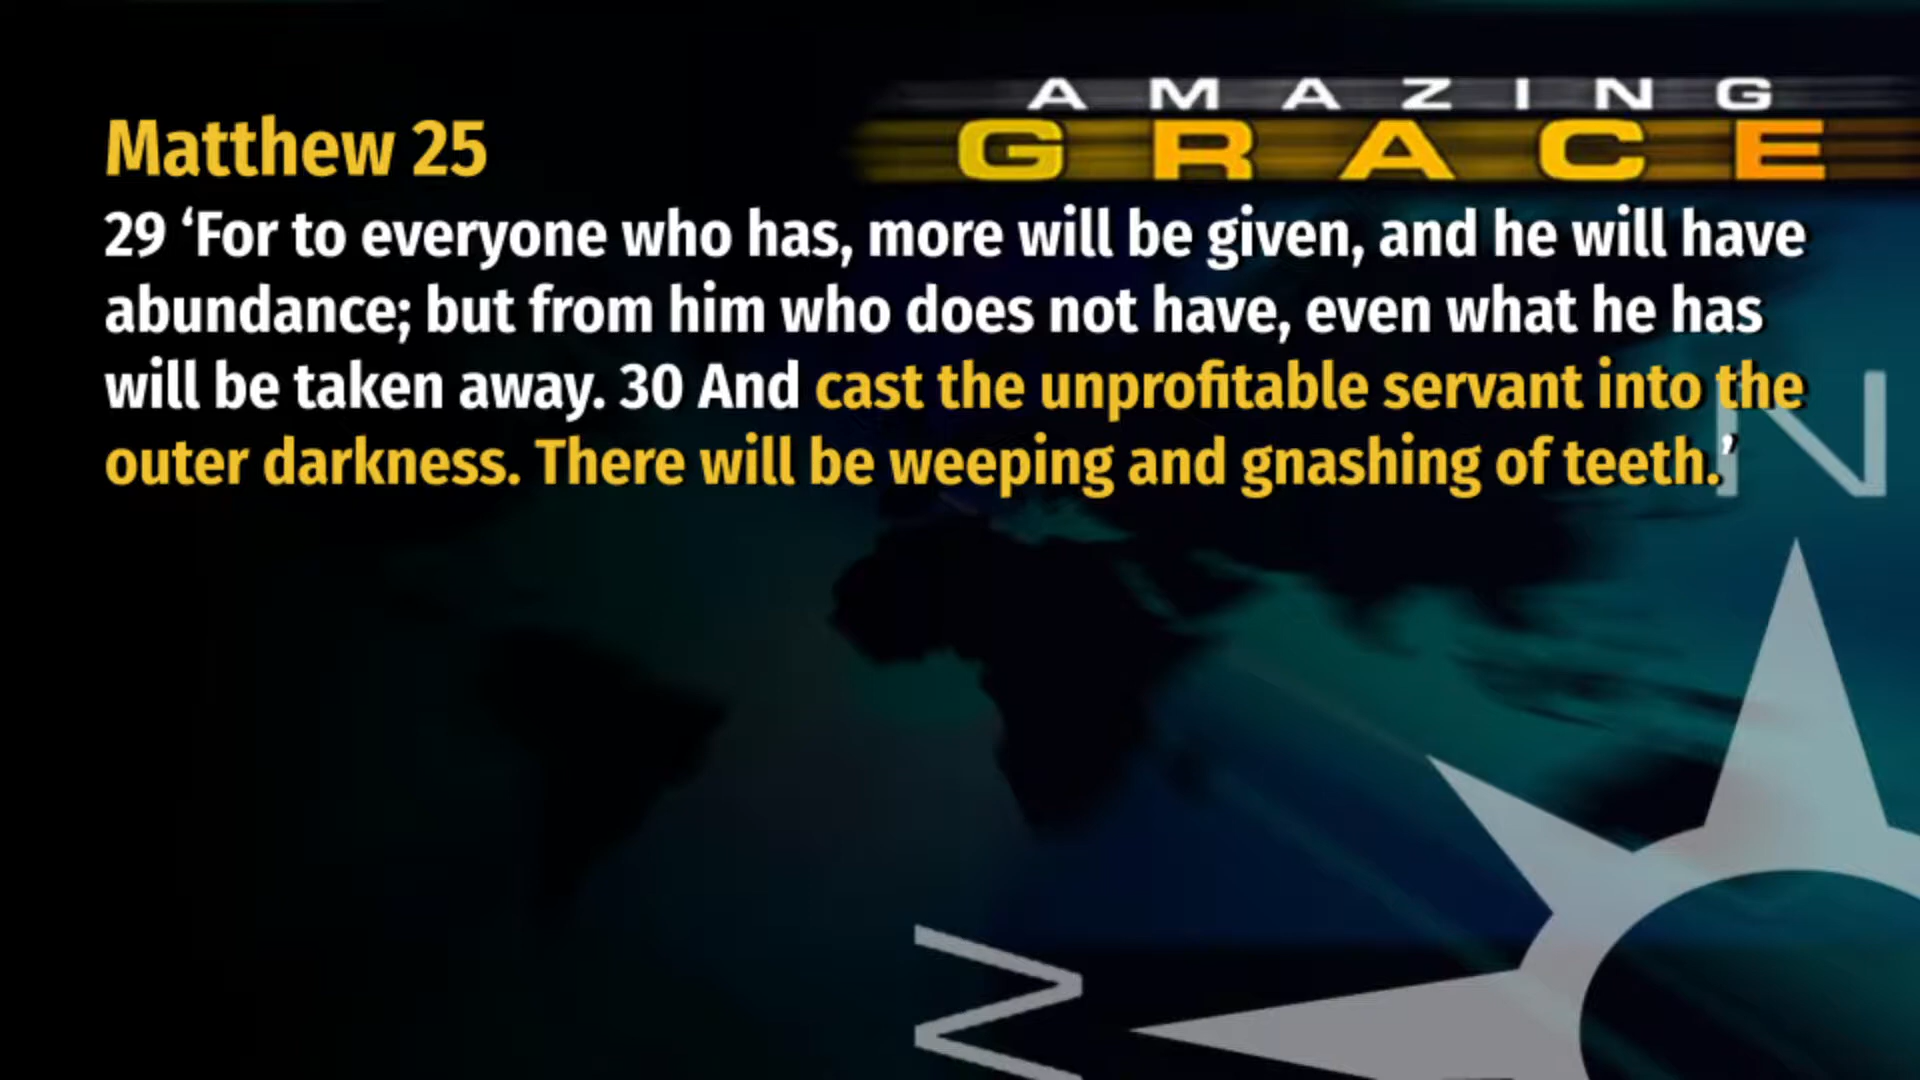 AMAZING
GRACE
Matthew 25
29 ‘For to everyone who has, more will be given, and he will have
abundance; but from him who does not have, even what he has
will be taken away. 30 And cast the unprofitable servant into the
outer darkness. There will be weeping and gnashing of teeth.’
N
W